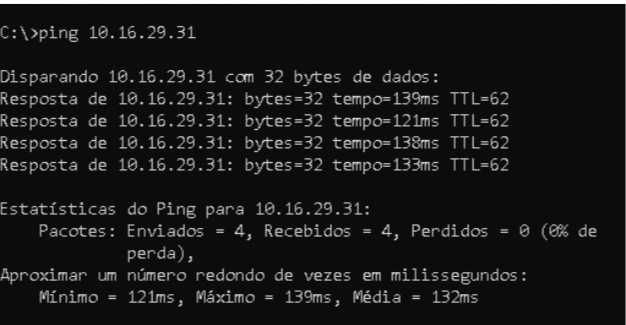 C:\>ping 10.16.29.31
Disparando 10.16.29.31 com 32 bytes de dados:
Resposta de 10.16.29.31: bytes=32 tempo=139ms TTL=62
Resposta de 10.16.29.31: bytes=32 tempo=121ms TTL=62
Resposta de 10.16.29.31: bytes=32 tempo=138ms TTL=62
Resposta de 10.16.29.31: bytes=32 tempo=133ms TTL=62
Estatísticas do Ping para 10.16.29.31:
Pacotes: Enviados = 4, Recebidos = 4, Perdidos = 0 (0% de
perda),
Aproximar um número redondo de vezes em milissegundos:
Mínimo = 121ms, Máximo = 139ms, Média = 132ms